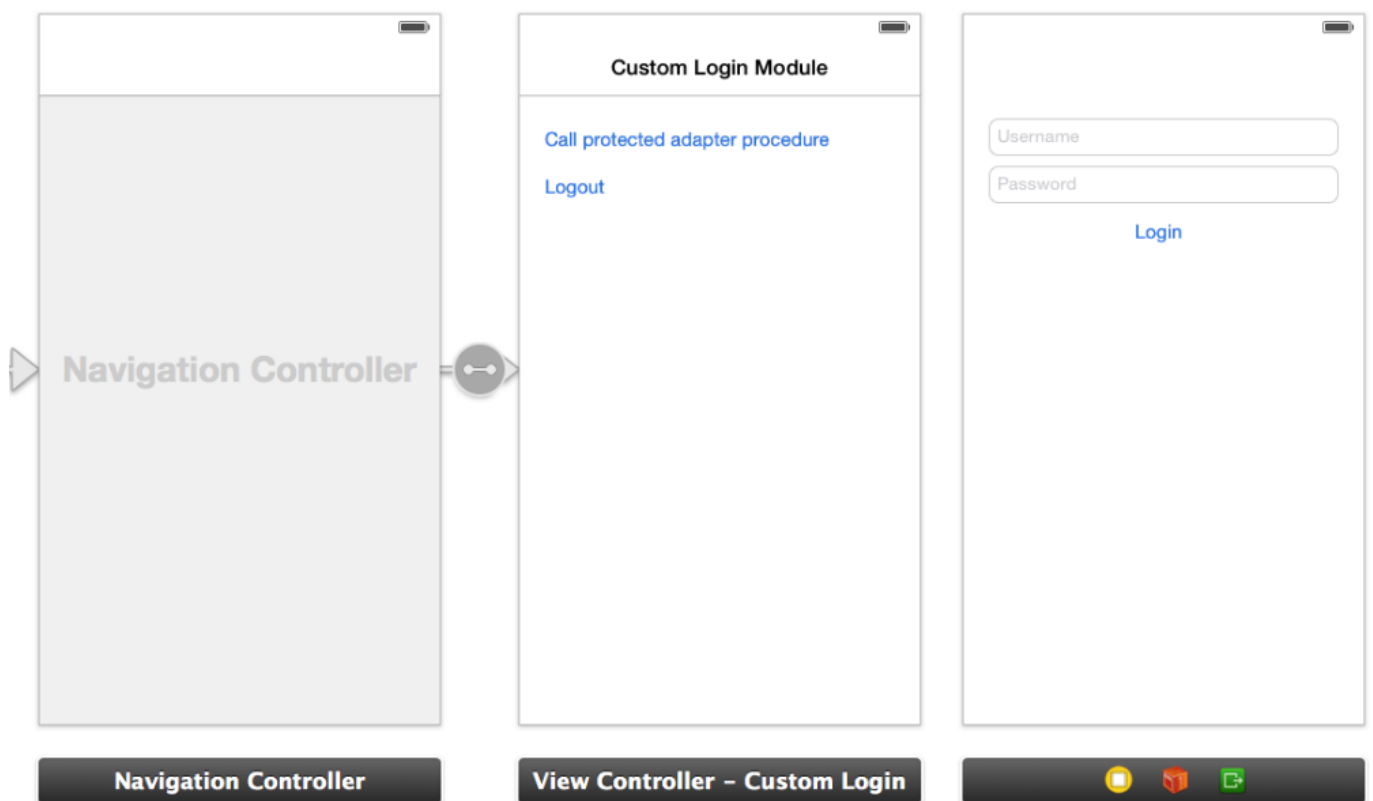 Navigation Controller
Navigation Controller
Custom Login Module
Call protected adapter procedure
Logout
View Controller – Custom Login
Username
Password
Login